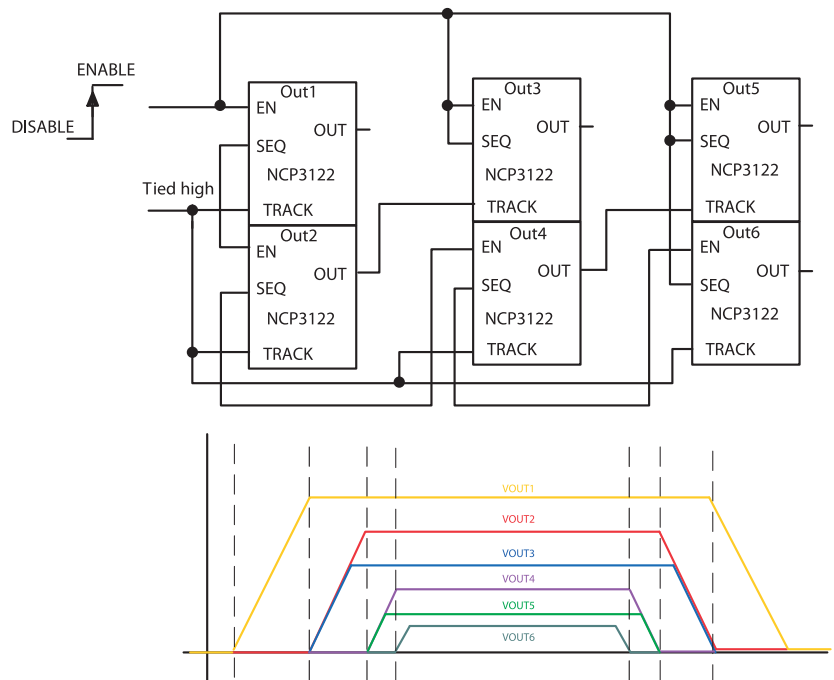 ENABLE
DISABLE
Tied high
Out1
EN
OUT
SEQ
NCP3122
TRACK
Out2
EN
OUT
SEQ
NCP3122
TRACK
Out3
EN
OUT
SEQ
NCP3122
TRACK
Out4
EN
OUT
SEQ
NCP3122
TRACK
Out5
EN
OUT
SEQ
NCP3122
TRACK
Out6
EN
OUT
SEQ
NCP3122
TRACK
VOUT1
VOUT2
VOUT3
VOUT4
VOUT5
VOUT6